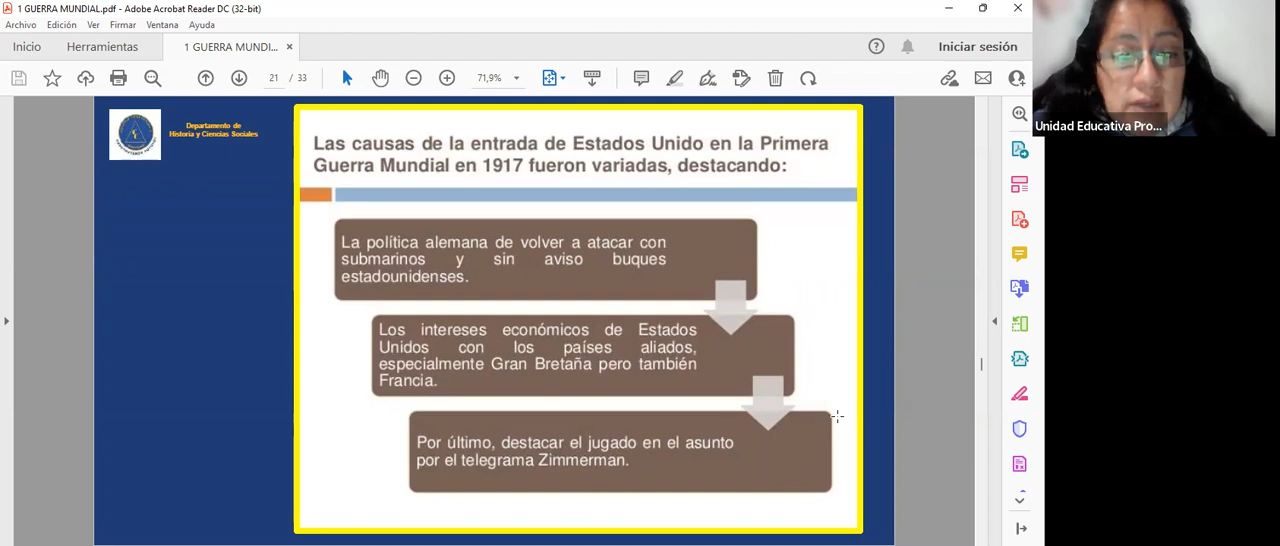 1 GUERRA MUNDIAL.pdf - Adobe Acrobat Reader DC (32-bit)
Archivo Edición Ver Firmar Ventana Ayuda
Inicio Herramientas 1 GUERRA MUNDI... × Iniciar sesión
21 / 33 71,9%
Unidad Educativa Pro...
Departamento de
Historia y Ciencias Sociales
Las causas de la entrada de Estados Unido en la Primera
Guerra Mundial en 1917 fueron variadas, destacando:
La política alemana de volver a atacar con
submarinos y sin aviso buques
estadounidenses.
Los intereses económicos de Estados
Unidos con los países aliados,
especialmente Gran Bretaña pero también
Francia.
Por último, destacar el jugado en el asunto
por el telegrama Zimmerman.